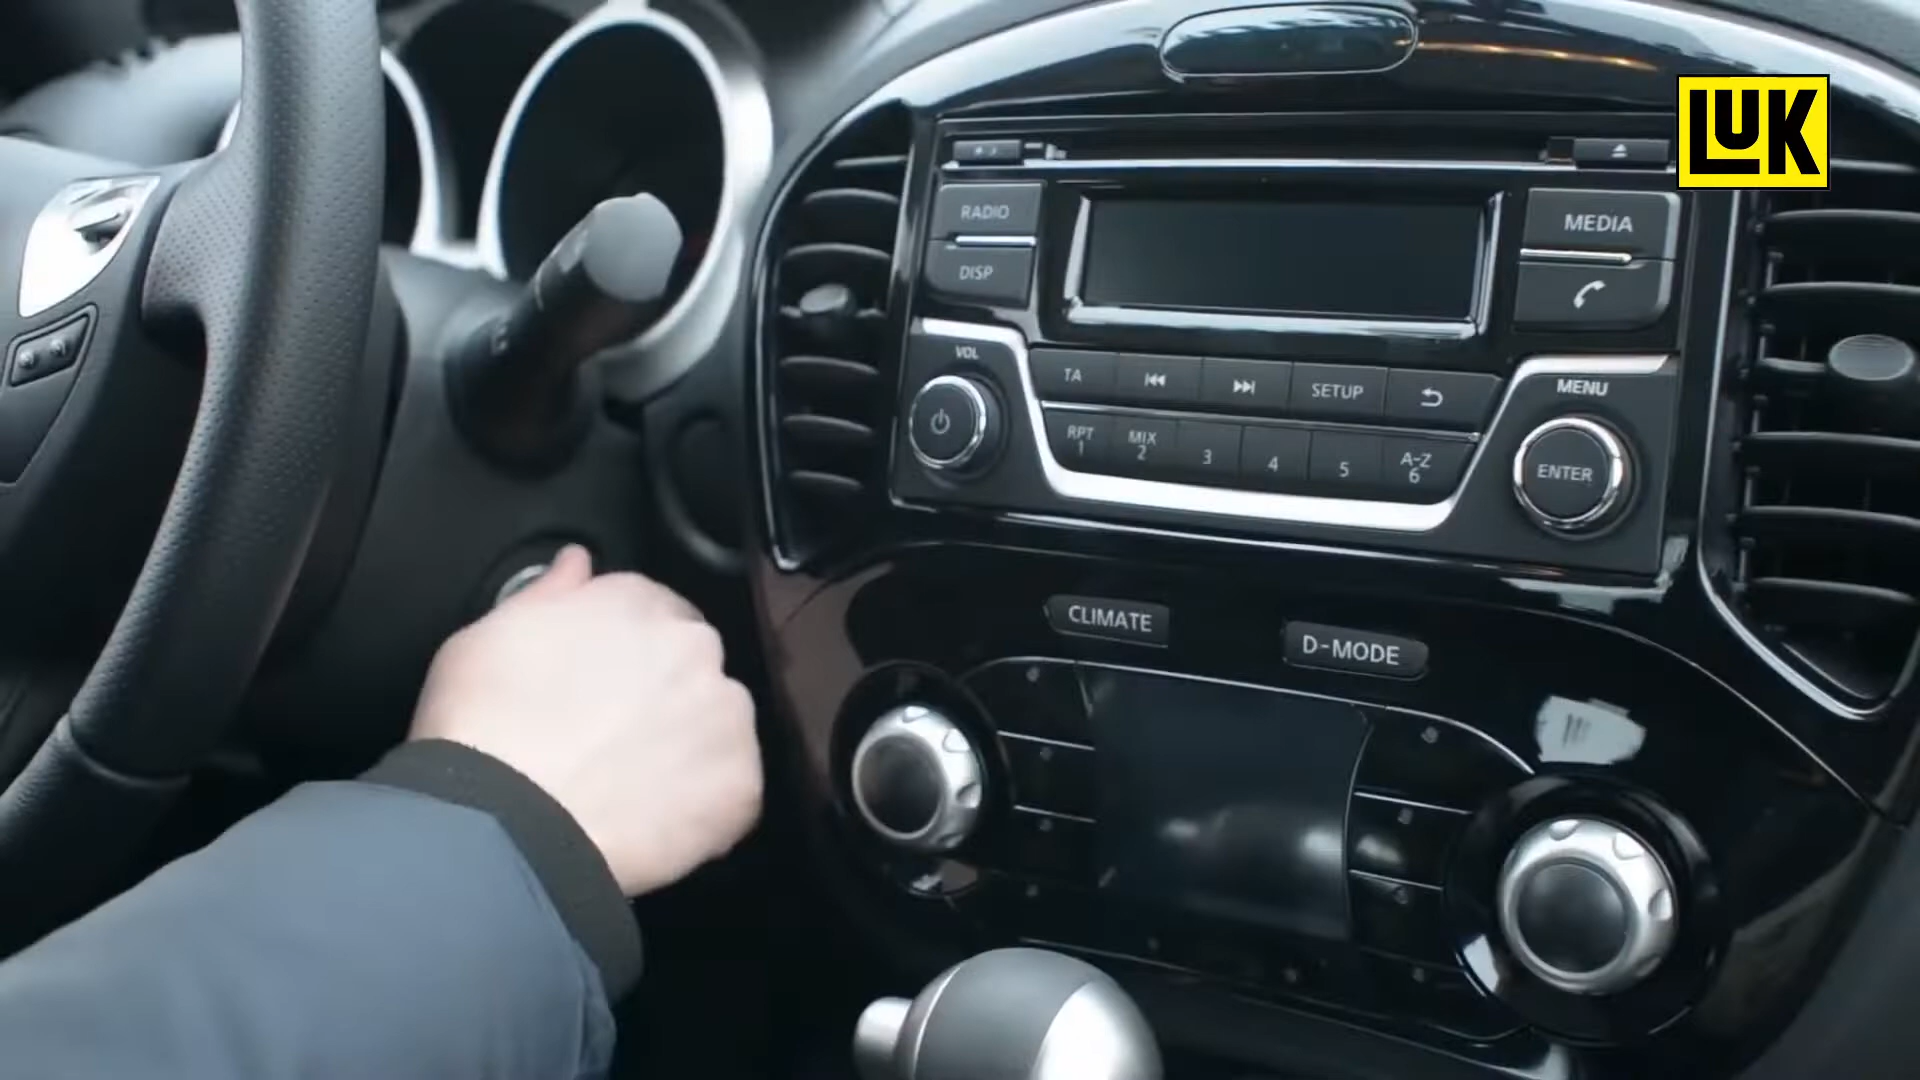 LUK
RADIO
MEDIA
DISP
VOL
TA
SETUP
MENU
RPT
1
MIX
2
3
4
5
A-Z
6
ENTER
CLIMATE
D-MODE